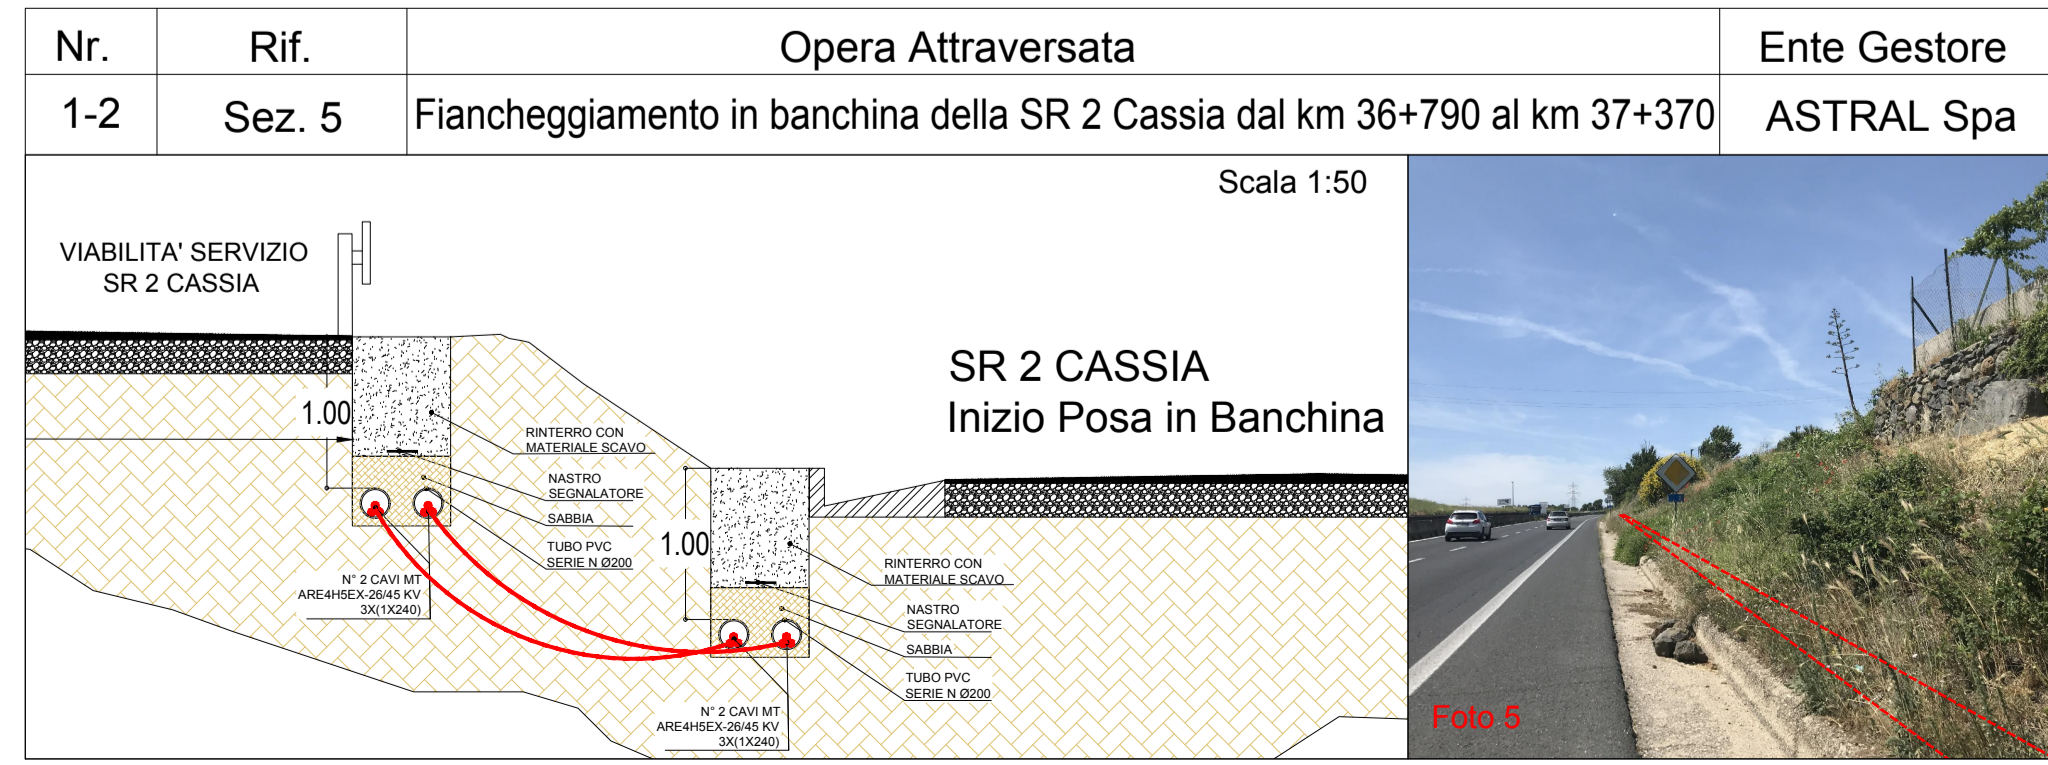 Nr.
Rif.
Opera Attraversata
Ente Gestore
1-2
Sez. 5
Fiancheggiamento in banchina della SR 2 Cassia dal km 36+790 al km 37+370
ASTRAL Spa
Scala 1:50
VIABILITA' SERVIZIO
SR 2 CASSIA
1.00
RINTERRO CON
MATERIALE SCAVO
NASTRO
SEGNALATORE
SABBIA
TUBO PVC
SERIE N Ø200
N° 2 CAVI MT
ARE4H5EX-26/45 KV
3X(1X240)
SR 2 CASSIA
Inizio Posa in Banchina
1.00
RINTERRO CON
MATERIALE SCAVO
NASTRO
SEGNALATORE
SABBIA
TUBO PVC
SERIE N Ø200
N° 2 CAVI MT
ARE4H5EX-26/45 KV
3X(1X240)
Foto 5